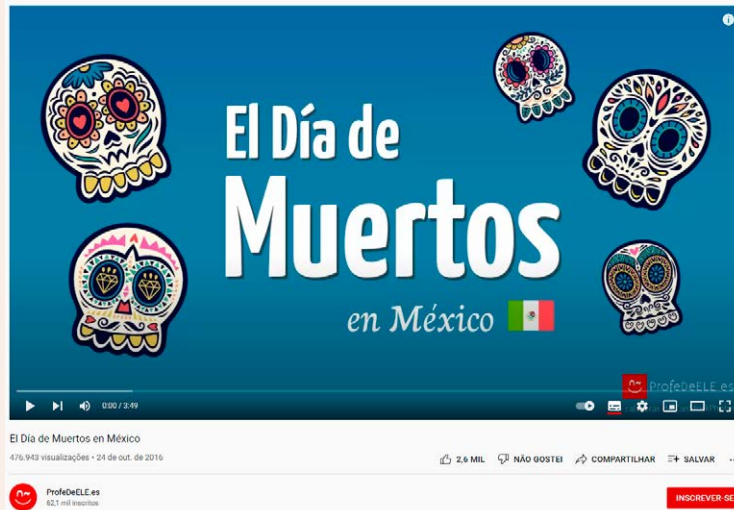 El Día de
Muertos
en México
ProfeDeELE.es
0:00 / 3:49
El Día de Muertos en México
476.943 visualizações • 24 de out. de 2016
2,6 MIL NÃO GOSTEI COMPARTILHAR SALVAR
ProfeDeELE.es
62,1 mil inscritos
INSCREVER-SE